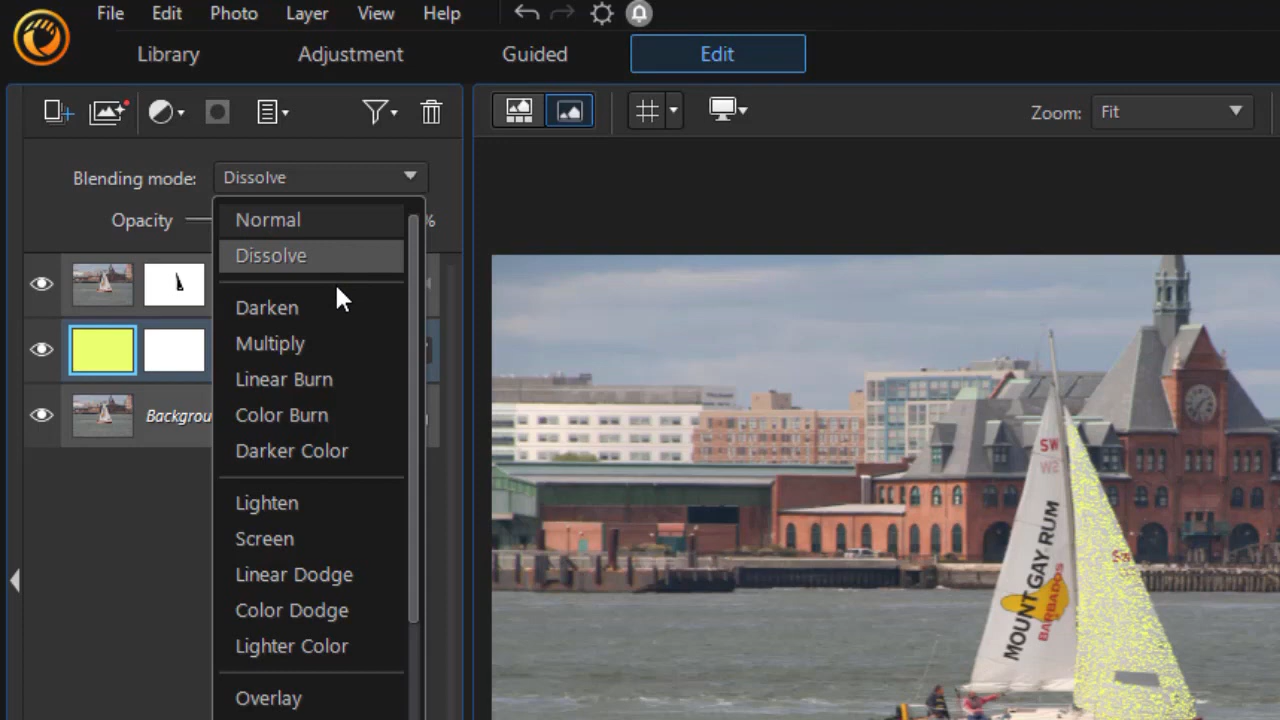 File Edit Photo Layer View Help
Library Adjustment Guided Edit
Zoom: Fit
Blending mode: Dissolve
Opacity %
Normal
Dissolve
Darken
Multiply
Linear Burn
Color Burn
Darker Color
Lighten
Screen
Linear Dodge
Color Dodge
Lighter Color
Overlay
Backgrou
SW
MOUNT GAY RUM
BARBADOS